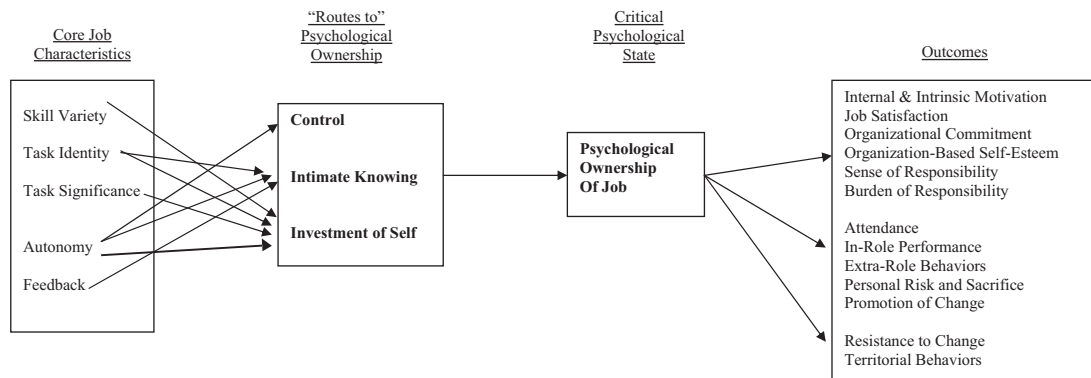 Core Job
Characteristics
“Routes to”
Psychological
Ownership
Critical
Psychological
State
Outcomes
Skill Variety
Task Identity
Task Significance
Autonomy
Feedback
Control
Intimate Knowing
Investment of Self
Psychological
Ownership
Of Job
Internal & Intrinsic Motivation
Job Satisfaction
Organizational Commitment
Organization-Based Self-Esteem
Sense of Responsibility
Burden of Responsibility
Attendance
In-Role Performance
Extra-Role Behaviors
Personal Risk and Sacrifice
Promotion of Change
Resistance to Change
Territorial Behaviors